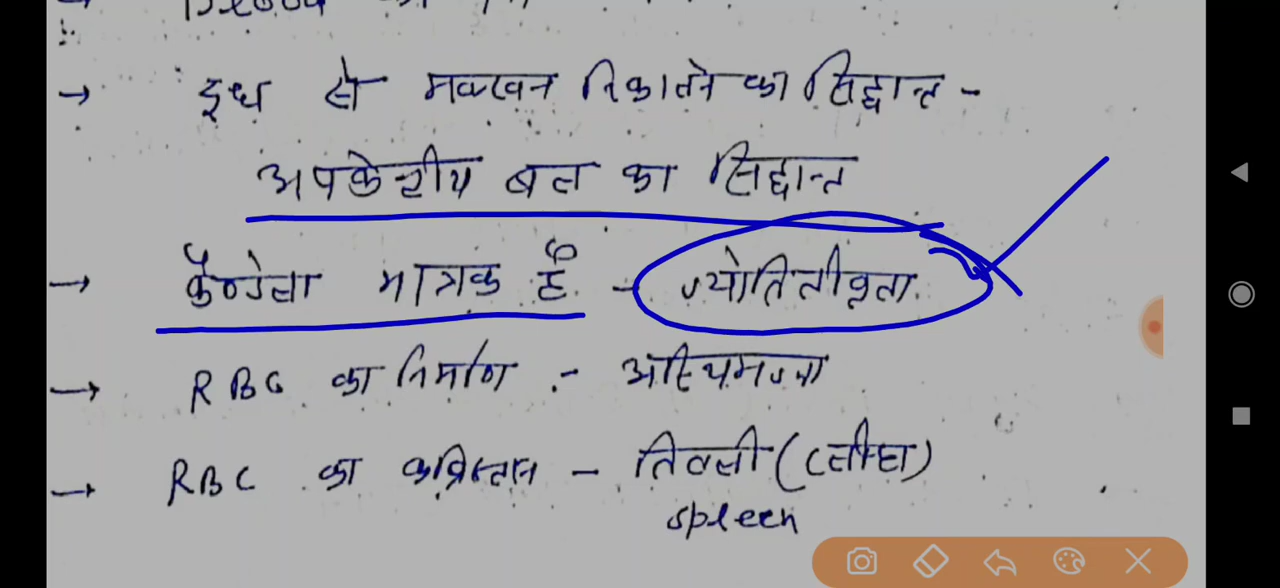 → दूध से मक्खन निकालने का सिद्धान्त -
अपकेन्द्रीय बल का सिद्धान्त
→ कैण्डेला मात्रक है - ज्योति तीव्रता
→ RBC का निर्माण :- अस्थिमज्जा
→ RBC का कब्रिस्तान - तिल्ली (प्लीहा)
spleen